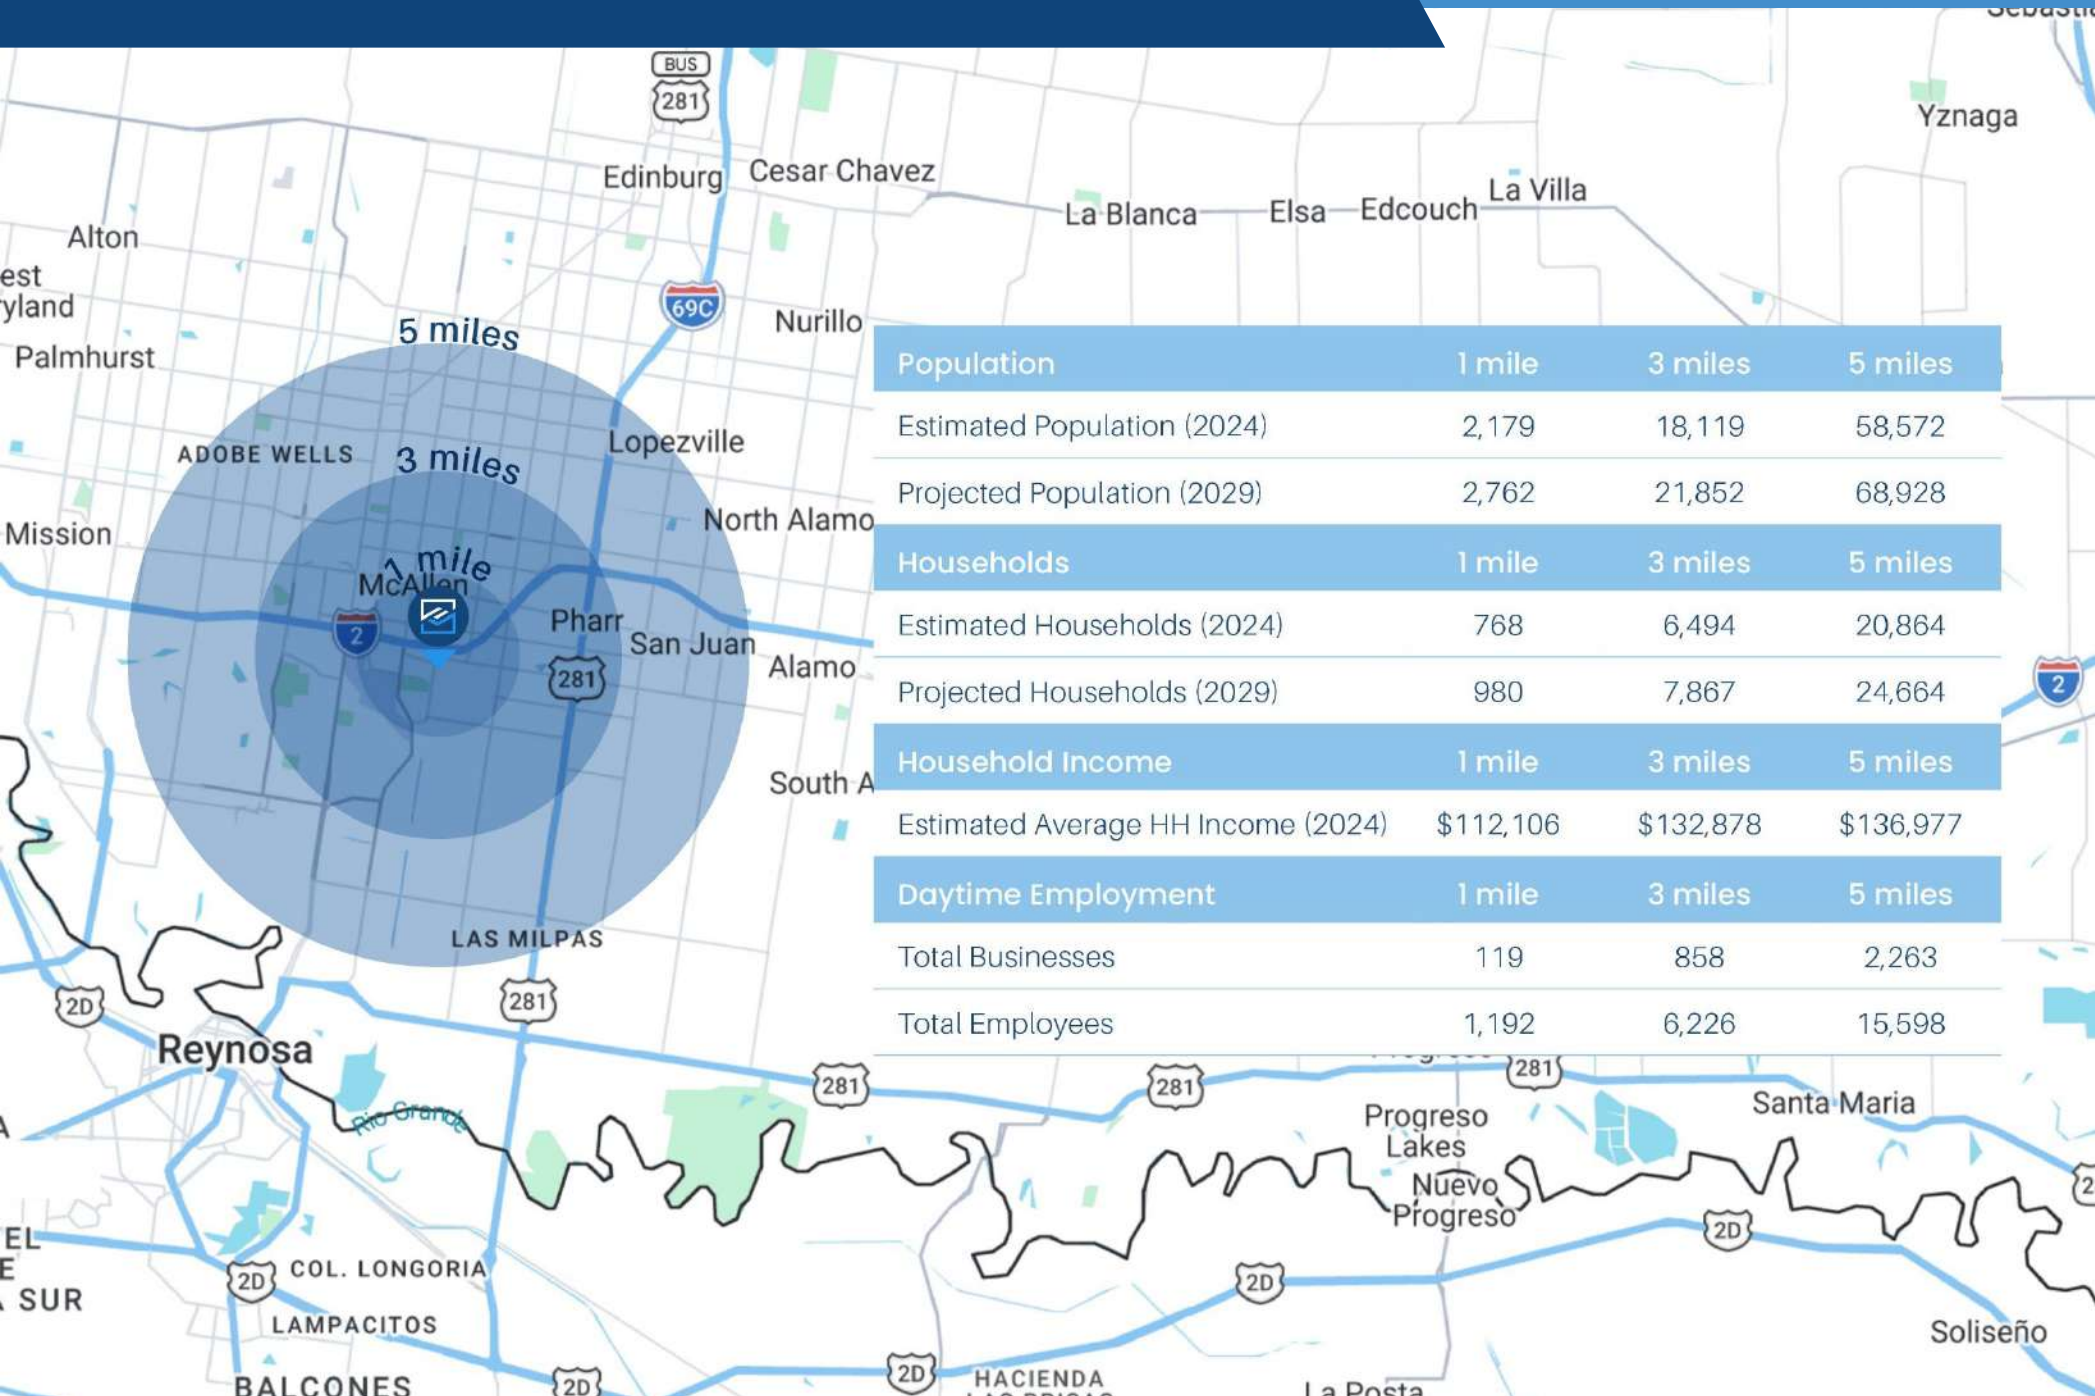 BUS
281
Yznaga
Edinburg
Cesar Chavez
La Villa
La Blanca
Elsa
Edcouch
Alton
69C
Nurillo
5 miles
Palmhurst
Lopezville
ADOBE WELLS
3 miles
North Alamo
Mission
1 mile
McAllen
2
Pharr
San Juan
281
Alamo
LAS MILPAS
281
Population 1 mile 3 miles 5 miles
Estimated Population (2024) 2,179 18,119 58,572
Projected Population (2029) 2,762 21,852 68,928
Households 1 mile 3 miles 5 miles
Estimated Households (2024) 768 6,494 20,864
Projected Households (2029) 980 7,867 24,664
Household Income 1 mile 3 miles 5 miles
Estimated Average HH Income (2024) $112,106 $132,878 $136,977
Daytime Employment 1 mile 3 miles 5 miles
Total Businesses 119 858 2,263
Total Employees 1,192 6,226 15,598
2
South A
2D
Reynosa
Rio Grande
281
281
281
Santa Maria
Progreso
Lakes
Nuevo
Progreso
2D
EL
SUR
2D
COL. LONGORIA
LAMPACITOS
BALCONES
2D
2D
2D
HACIENDA
La Posta
Soliseño